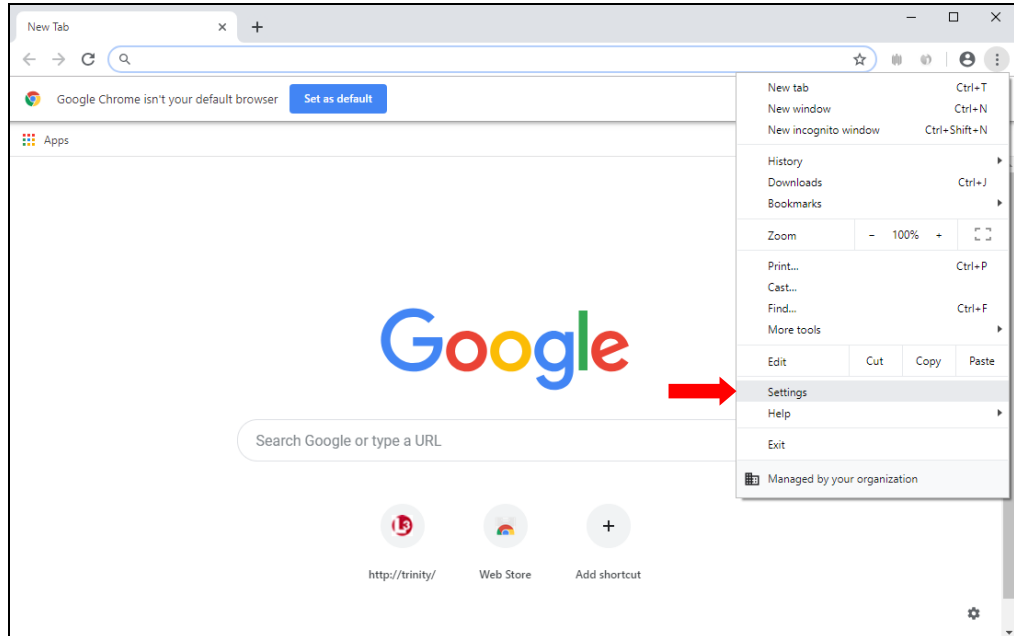 New Tab
Google Chrome isn't your default browser Set as default
Apps
New tab Ctrl+T
New window Ctrl+N
New incognito window Ctrl+Shift+N
History
Downloads Ctrl+J
Bookmarks
Zoom - 100% +
Print... Ctrl+P
Cast...
Find... Ctrl+F
More tools
Edit Cut Copy Paste
Settings
Help
Exit
Managed by your organization
Google
Search Google or type a URL
L3
http://trinity/ Web Store Add shortcut